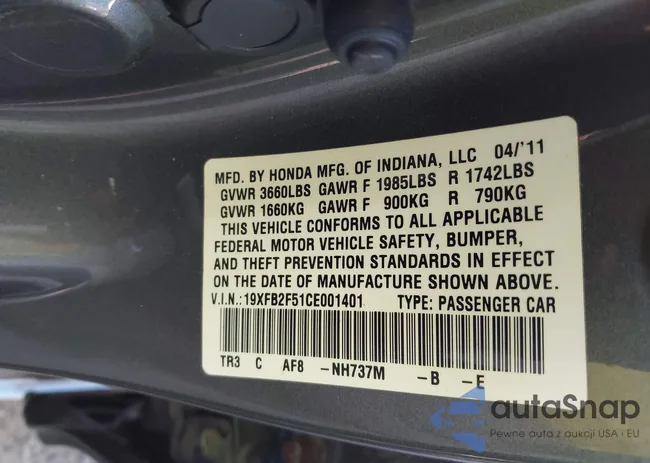 MFD. BY HONDA MFG. OF INDIANA, LLC 04/'11
GVWR 3660LBS GAWR F 1985LBS R 1742LBS
GVWR 1660KG GAWR F 900KG R 790KG
THIS VEHICLE CONFORMS TO ALL APPLICABLE
FEDERAL MOTOR VEHICLE SAFETY, BUMPER,
AND THEFT PREVENTION STANDARDS IN EFFECT
ON THE DATE OF MANUFACTURE SHOWN ABOVE.
V.I.N.:19XFB2F51CE001401 TYPE: PASSENGER CAR
TR3 C AF8 -NH737M -B -E
autaSnap
Pewne auta z aukcji USA i EU